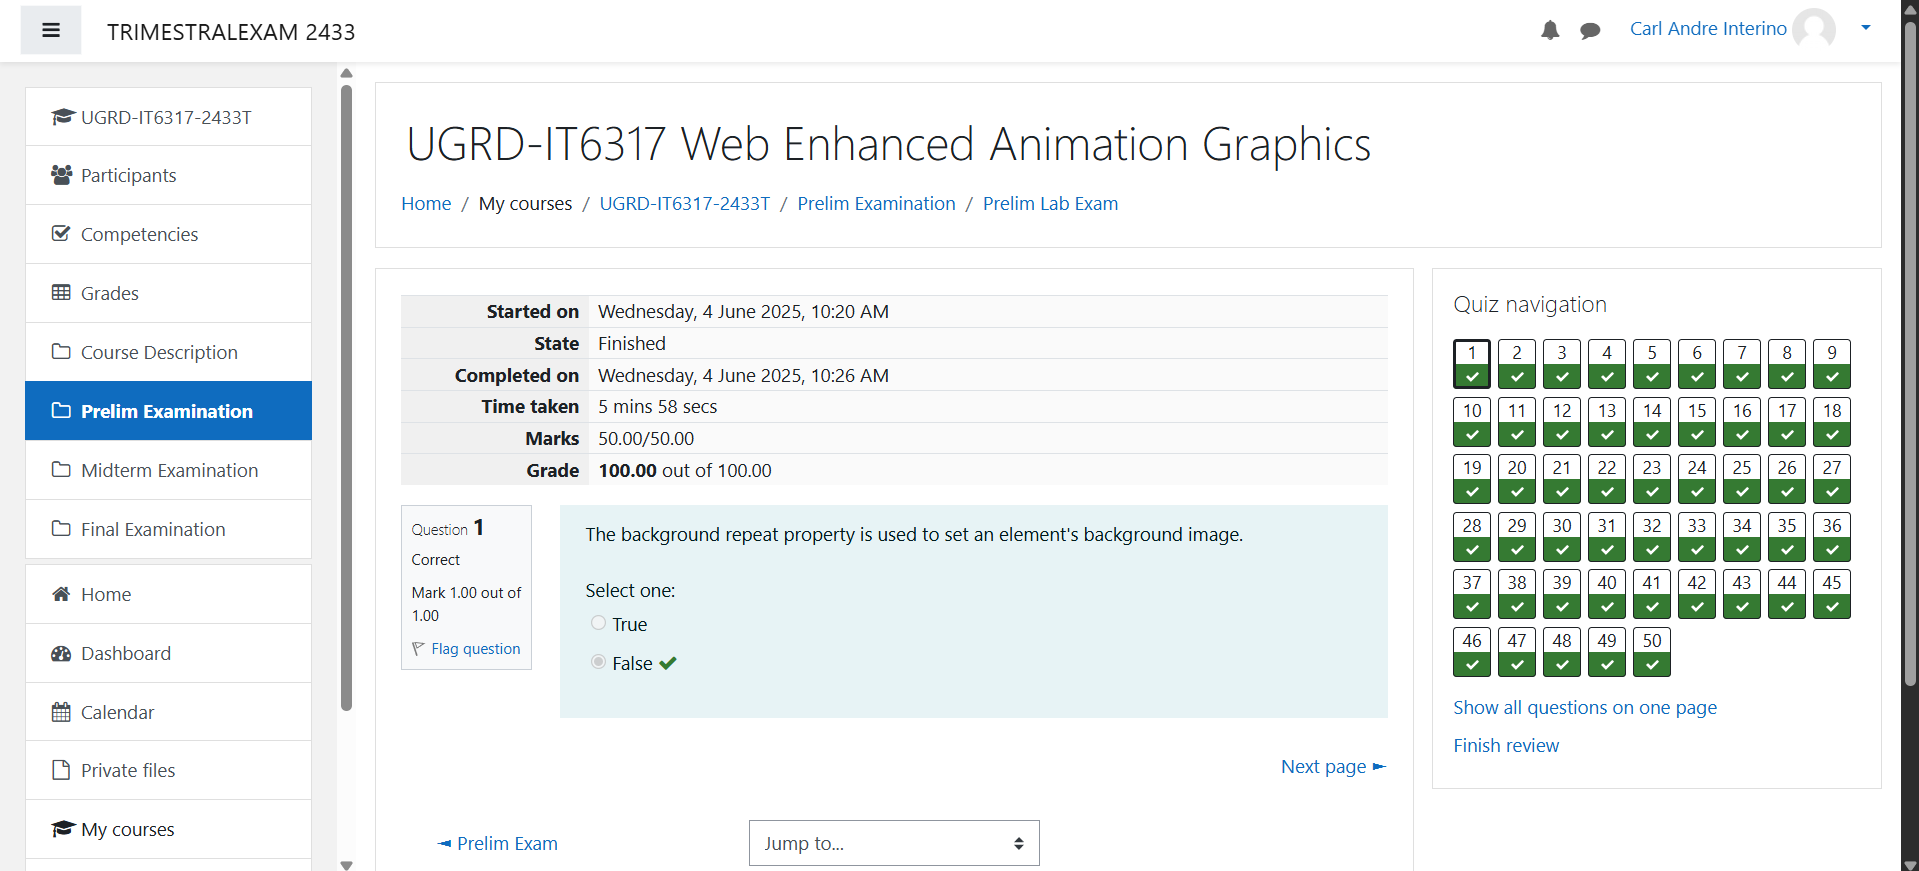 TRIMESTRALEXAM 2433
Carl Andre Interino
UGRD-IT6317-2433T
Participants
Competencies
Grades
Course Description
Prelim Examination
Midterm Examination
Final Examination
Home
Dashboard
Calendar
Private files
My courses
UGRD-IT6317 Web Enhanced Animation Graphics
Home / My courses / UGRD-IT6317-2433T / Prelim Examination / Prelim Lab Exam
Started on Wednesday, 4 June 2025, 10:20 AM
State Finished
Completed on Wednesday, 4 June 2025, 10:26 AM
Time taken 5 mins 58 secs
Marks 50.00/50.00
Grade 100.00 out of 100.00
Question 1
Correct
Mark 1.00 out of
1.00
Flag question
The background repeat property is used to set an element's background image.
Select one:
True
False
Next page
Prelim Exam
Jump to...
Quiz navigation
1 2 3 4 5 6 7 8 9
10 11 12 13 14 15 16 17 18
19 20 21 22 23 24 25 26 27
28 29 30 31 32 33 34 35 36
37 38 39 40 41 42 43 44 45
46 47 48 49 50
Show all questions on one page
Finish review